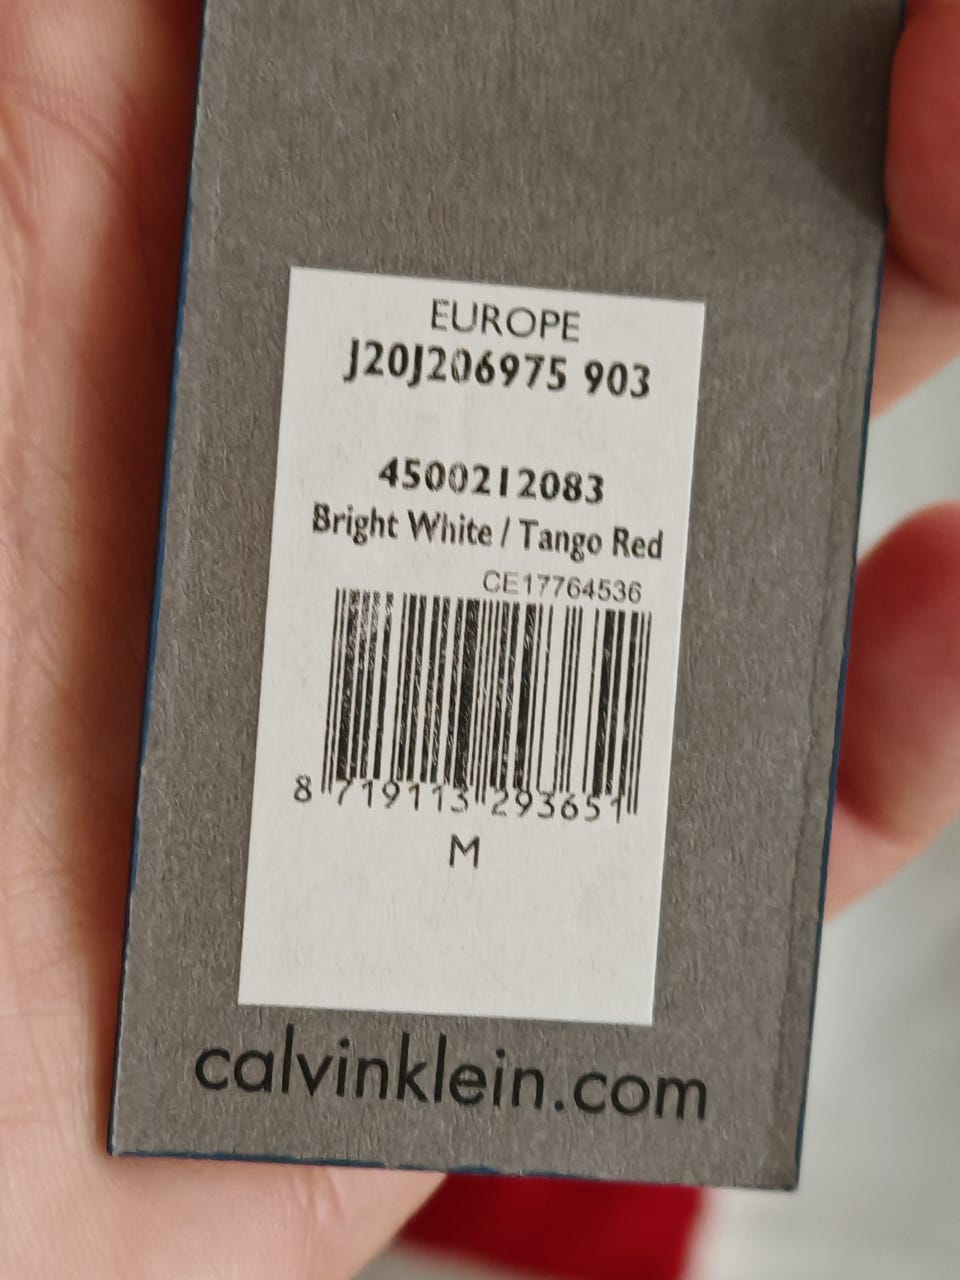 EUROPE
J20J206975 903
4500212083
Bright White / Tango Red
CE17764536
8 719113 293651
M
calvinklein.com